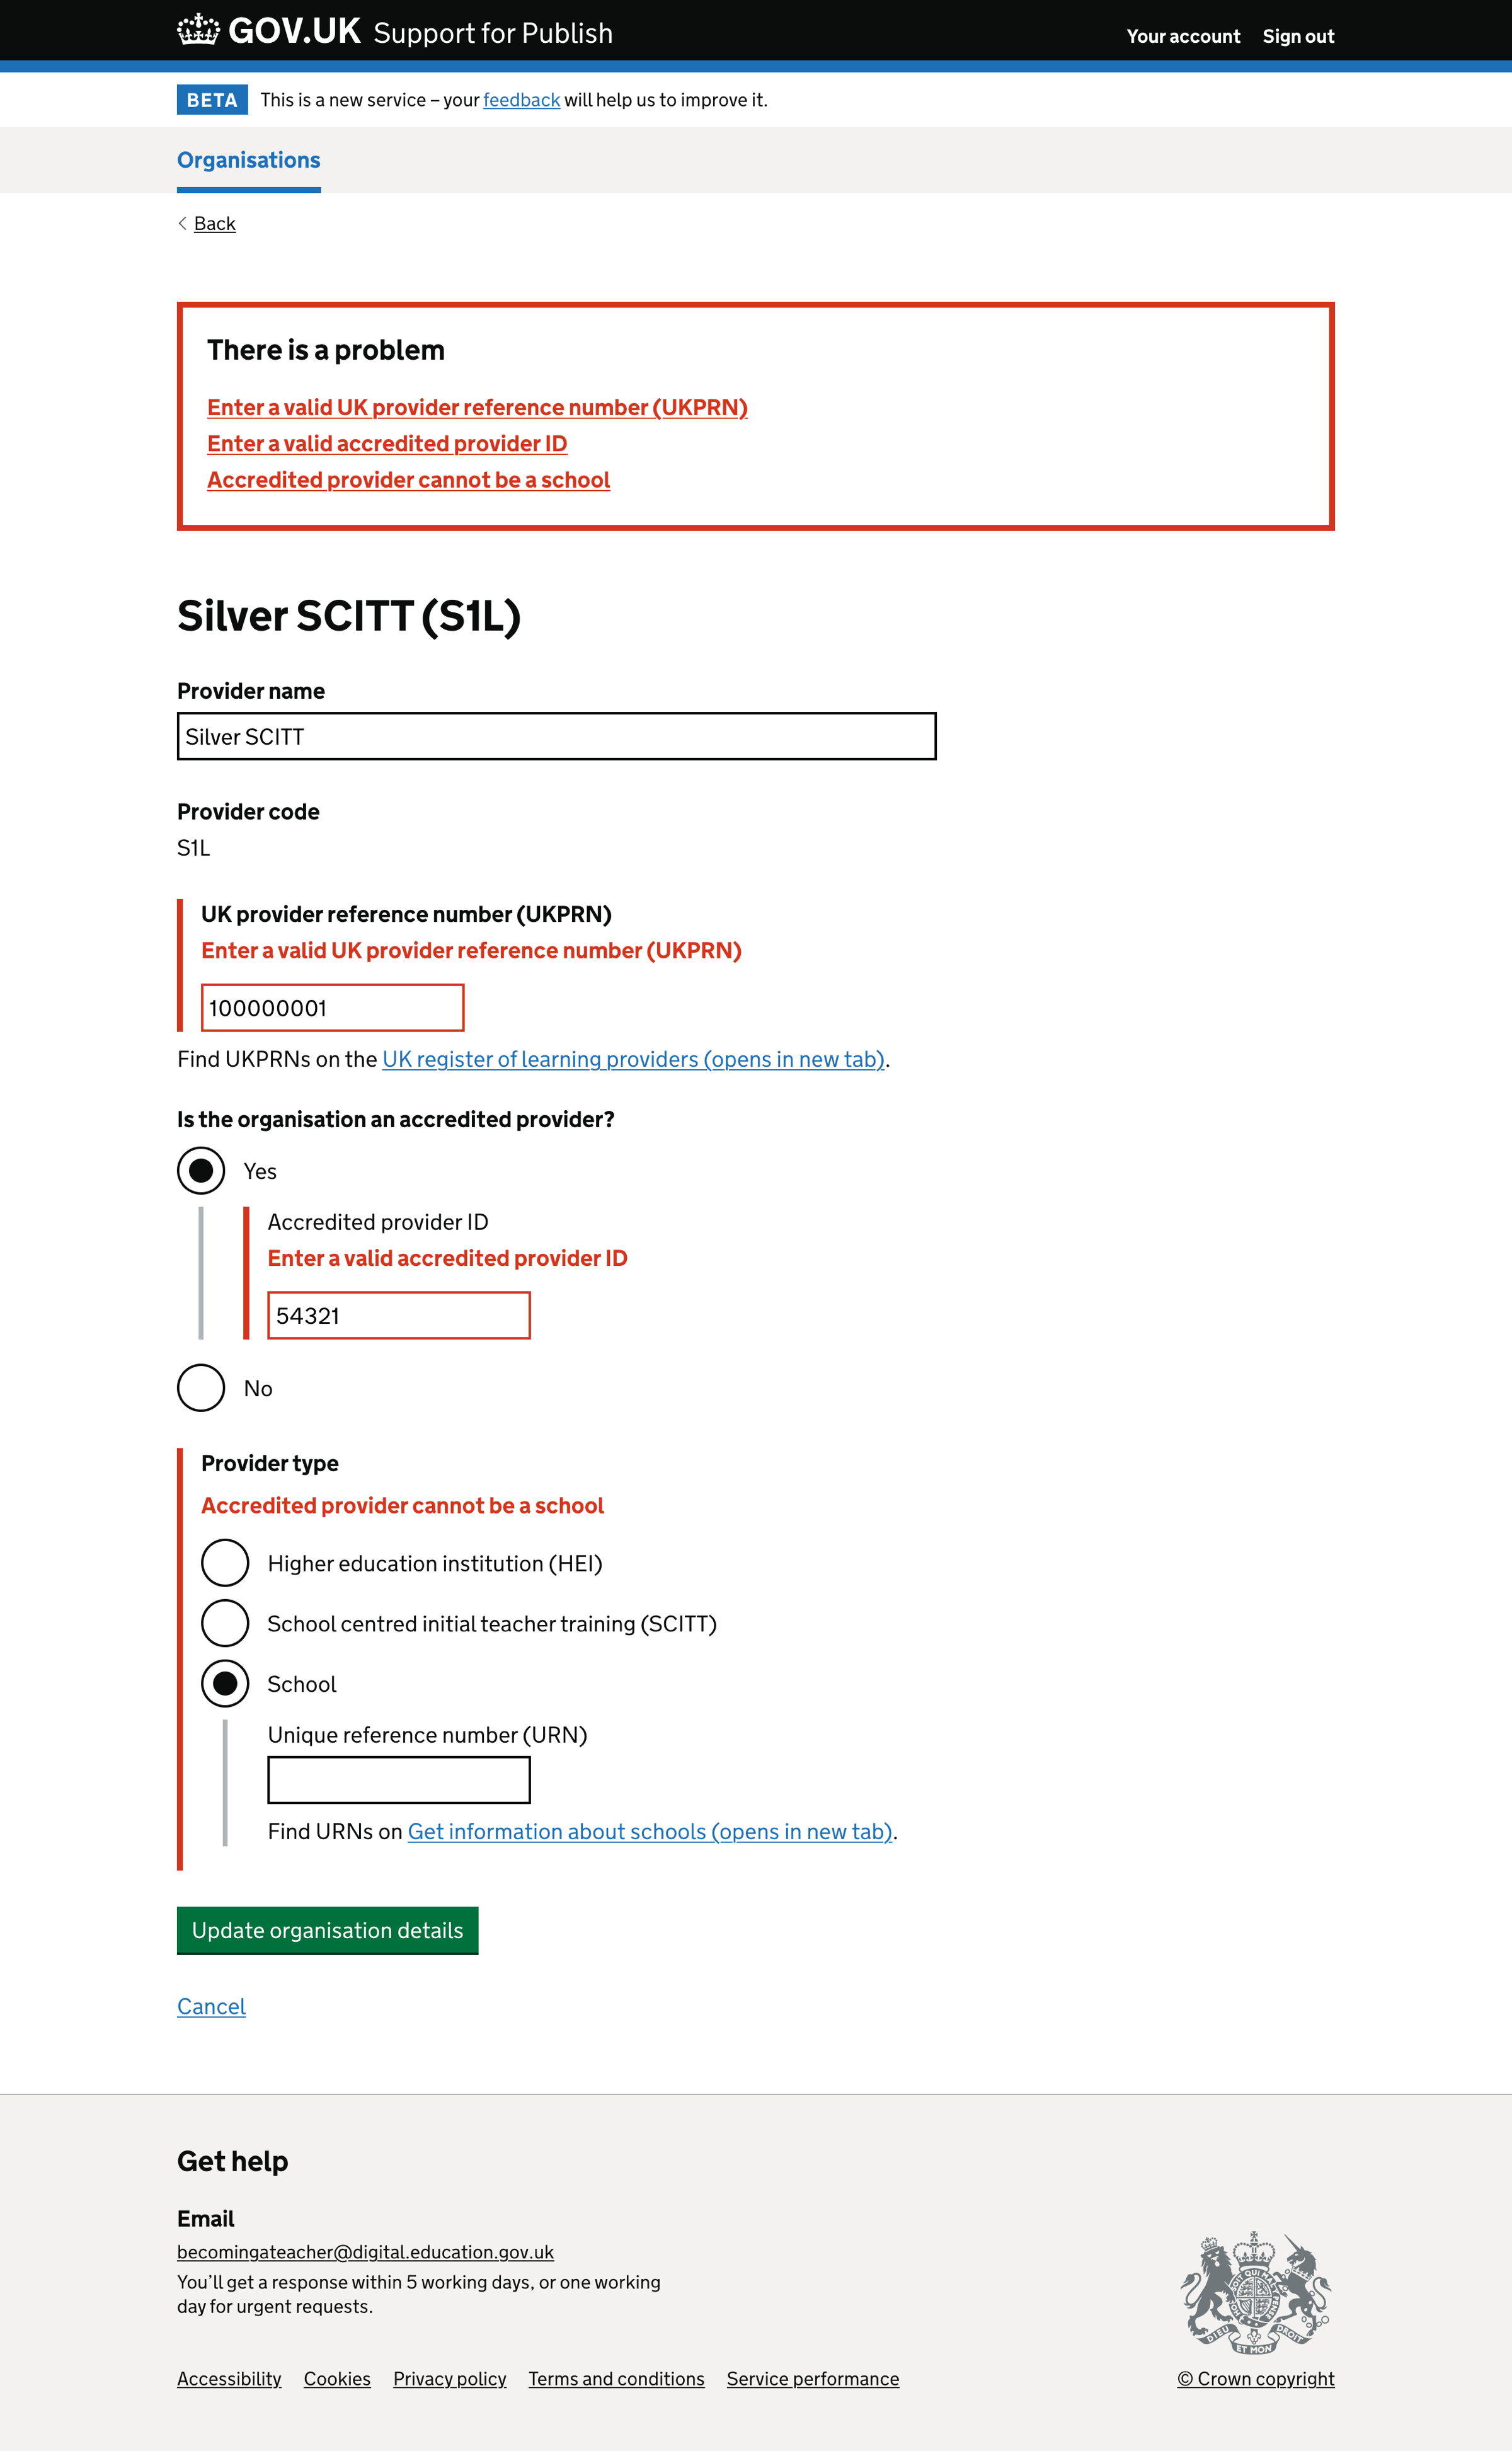 GOV.UK Support for Publish
Your account Sign out
BETA This is a new service – your feedback will help us to improve it.
Organisations
Back
There is a problem
Enter a valid UK provider reference number (UKPRN)
Enter a valid accredited provider ID
Accredited provider cannot be a school
Silver SCITT (S1L)
Provider name
Silver SCITT
Provider code
S1L
UK provider reference number (UKPRN)
Enter a valid UK provider reference number (UKPRN)
100000001
Find UKPRNs on the UK register of learning providers (opens in new tab).
Is the organisation an accredited provider?
Yes
Accredited provider ID
Enter a valid accredited provider ID
54321
No
Provider type
Accredited provider cannot be a school
Higher education institution (HEI)
School centred initial teacher training (SCITT)
School
Unique reference number (URN)
Find URNs on Get information about schools (opens in new tab).
Update organisation details
Cancel
Get help
Email
becomingateacher@digital.education.gov.uk
You’ll get a response within 5 working days, or one working
day for urgent requests.
DIEU ET MON DROIT
Accessibility Cookies Privacy policy Terms and conditions Service performance
© Crown copyright